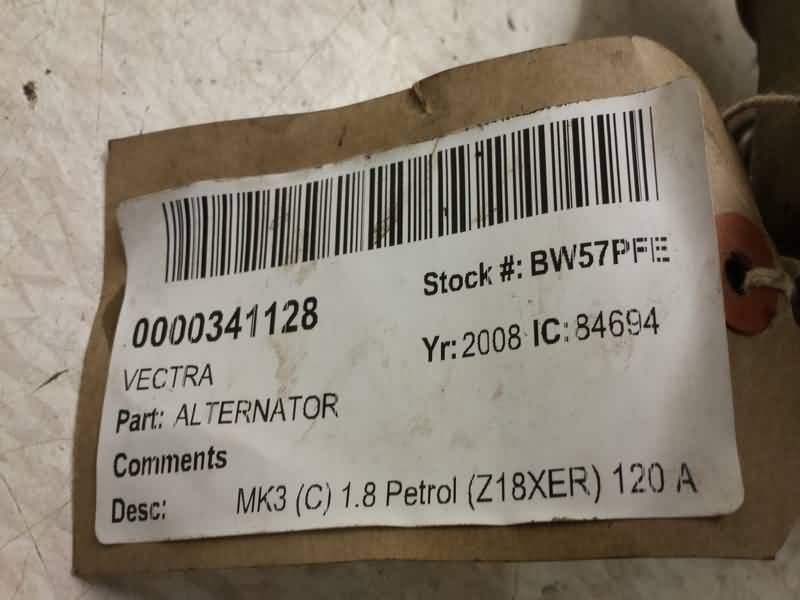 0000341128
Stock #: BW57PFE
VECTRA
Yr: 2008 IC: 84694
Part: ALTERNATOR
Comments
Desc: MK3 (C) 1.8 Petrol (Z18XER) 120 A